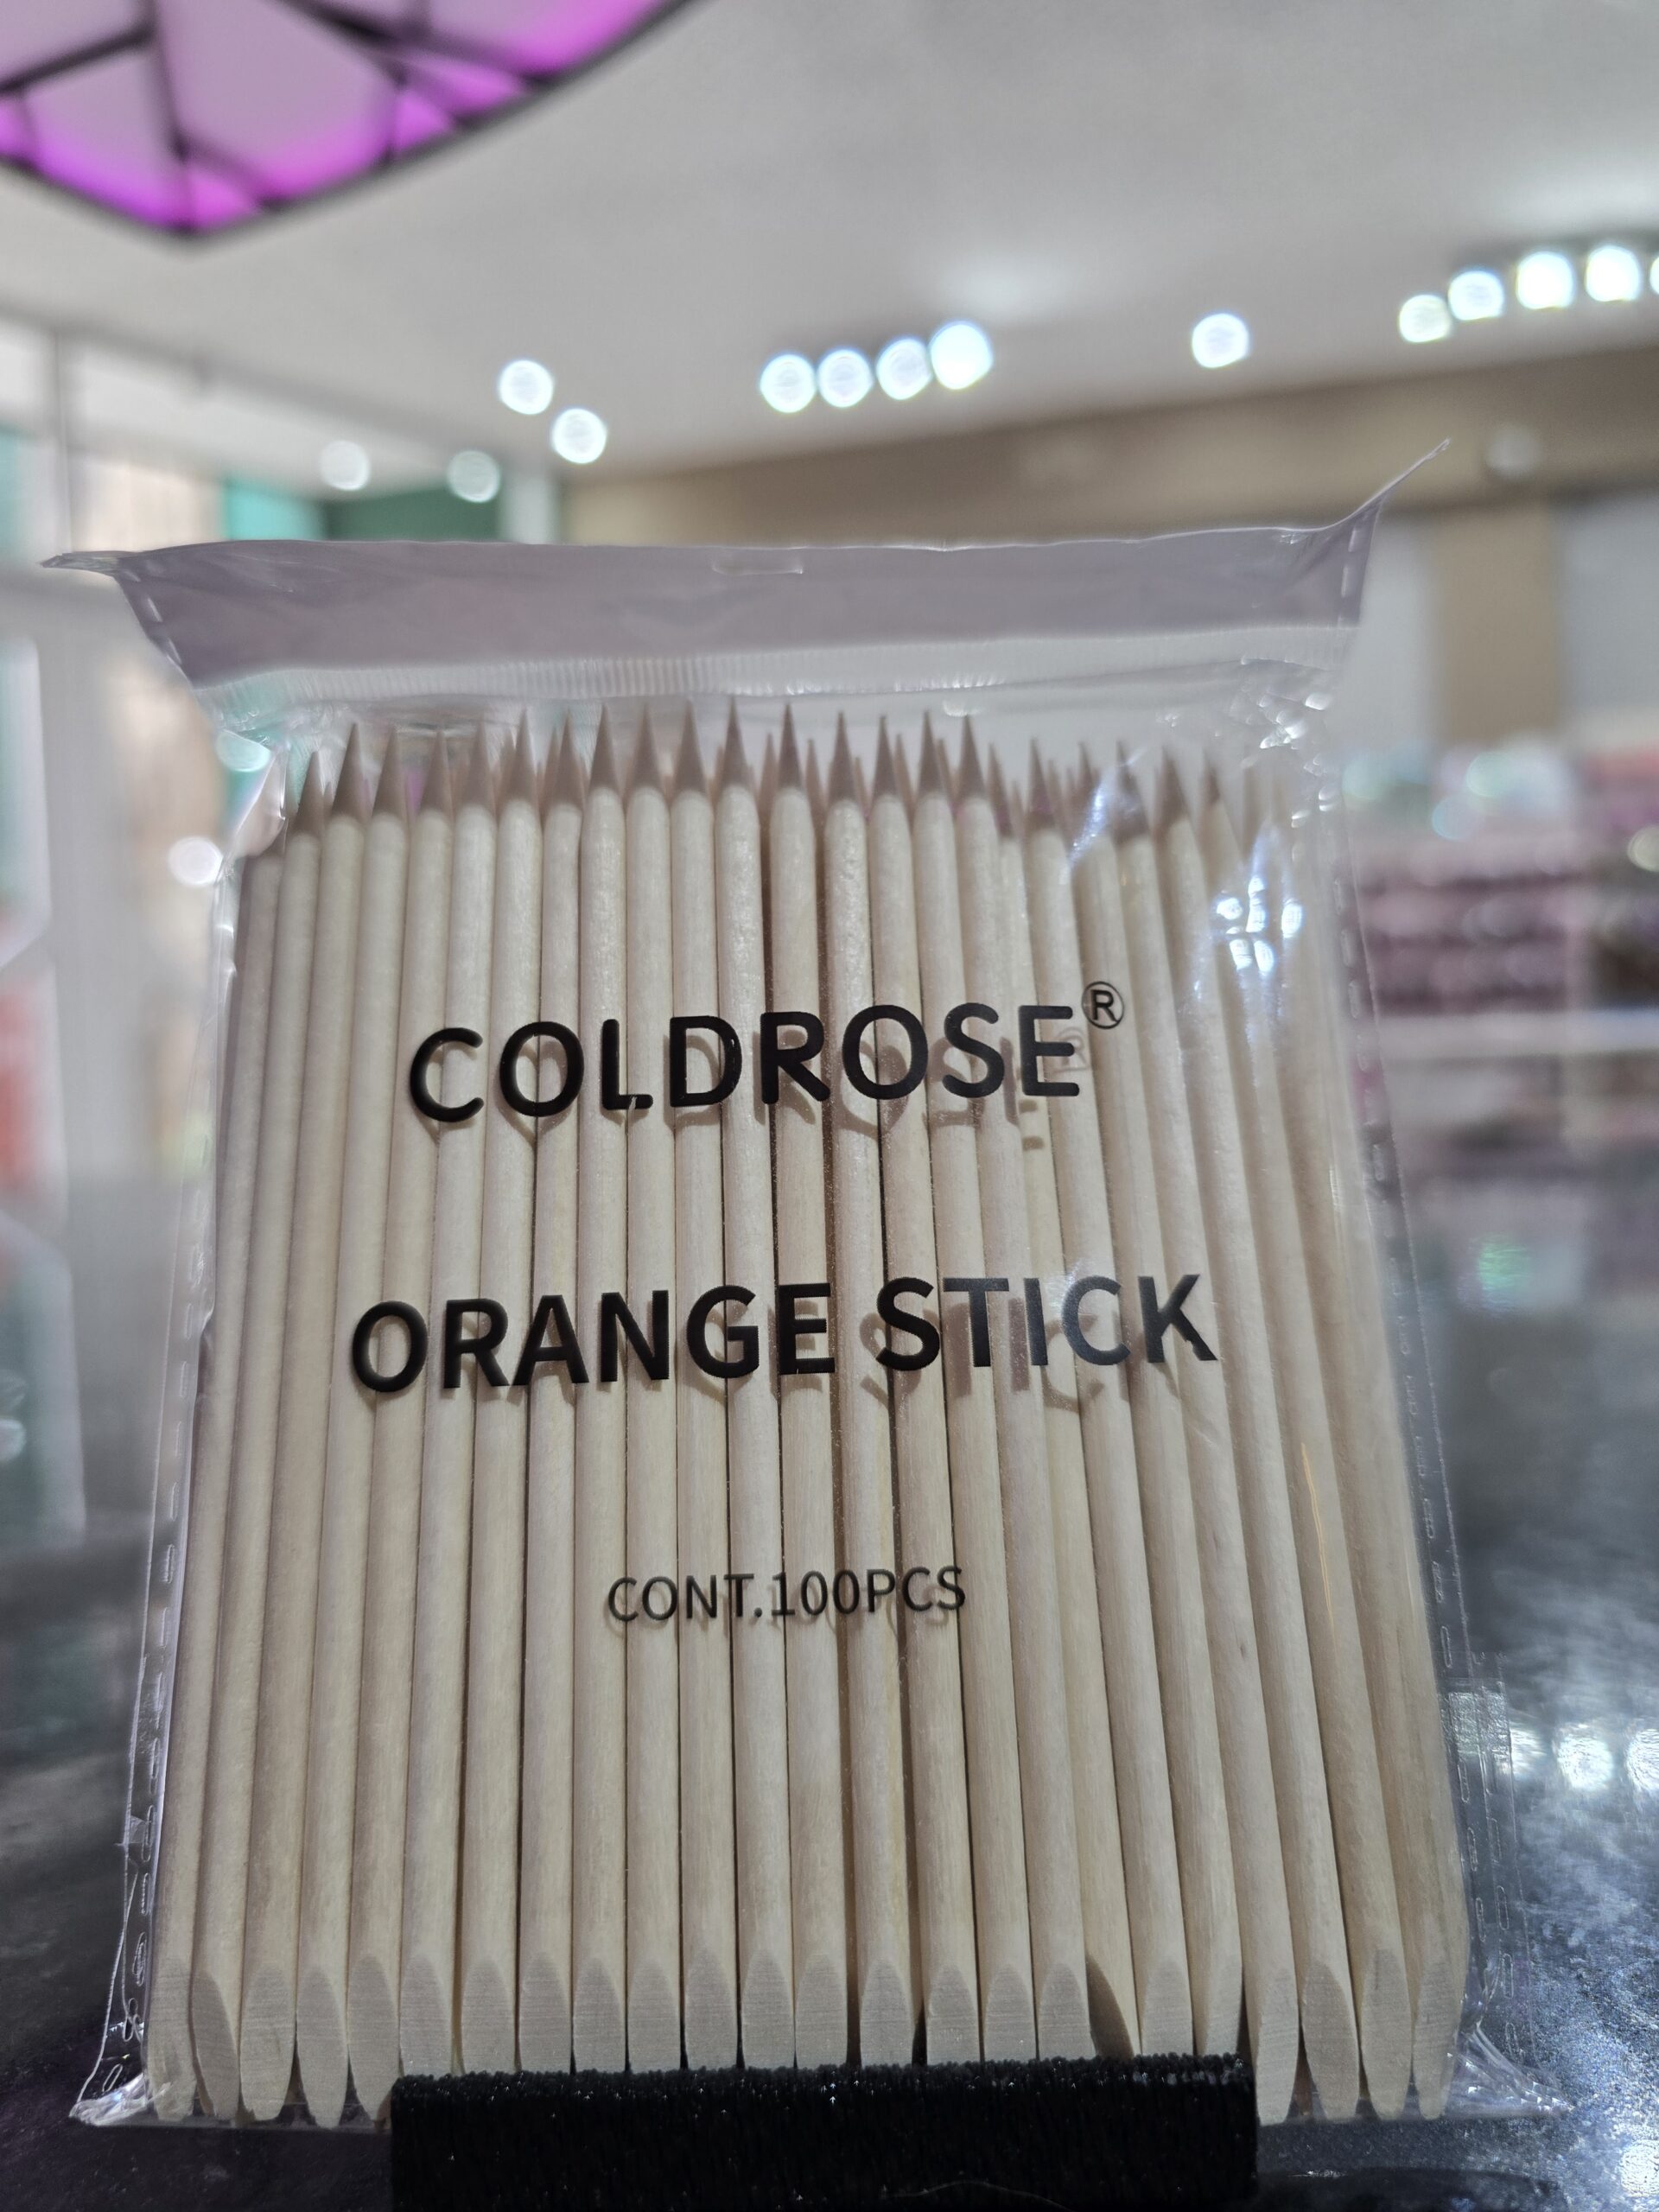 COLDROSE®
ORANGE STICK
CONT.100PCS